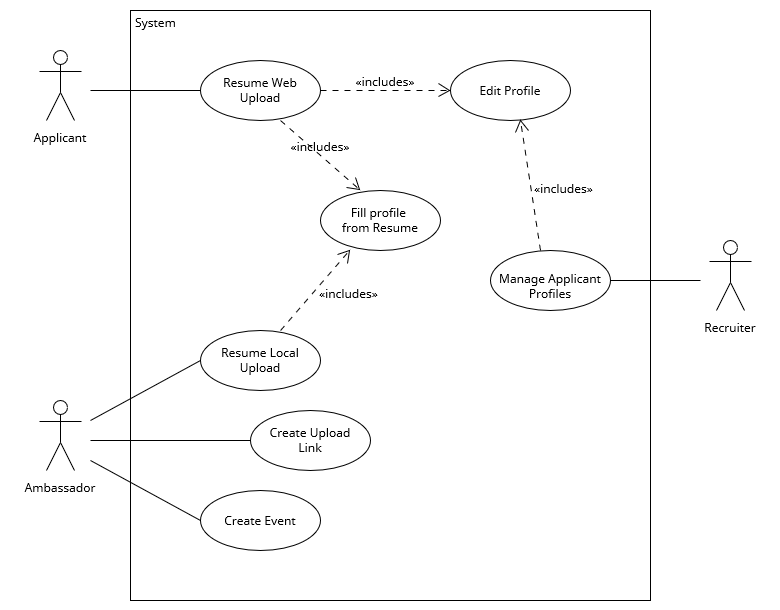 System
Resume Web
Upload
«includes»
Edit Profile
Applicant
«includes»
«includes»
Fill profile
from Resume
Manage Applicant
Profiles
«includes»
Recruiter
Resume Local
Upload
Create Upload
Link
Ambassador
Create Event